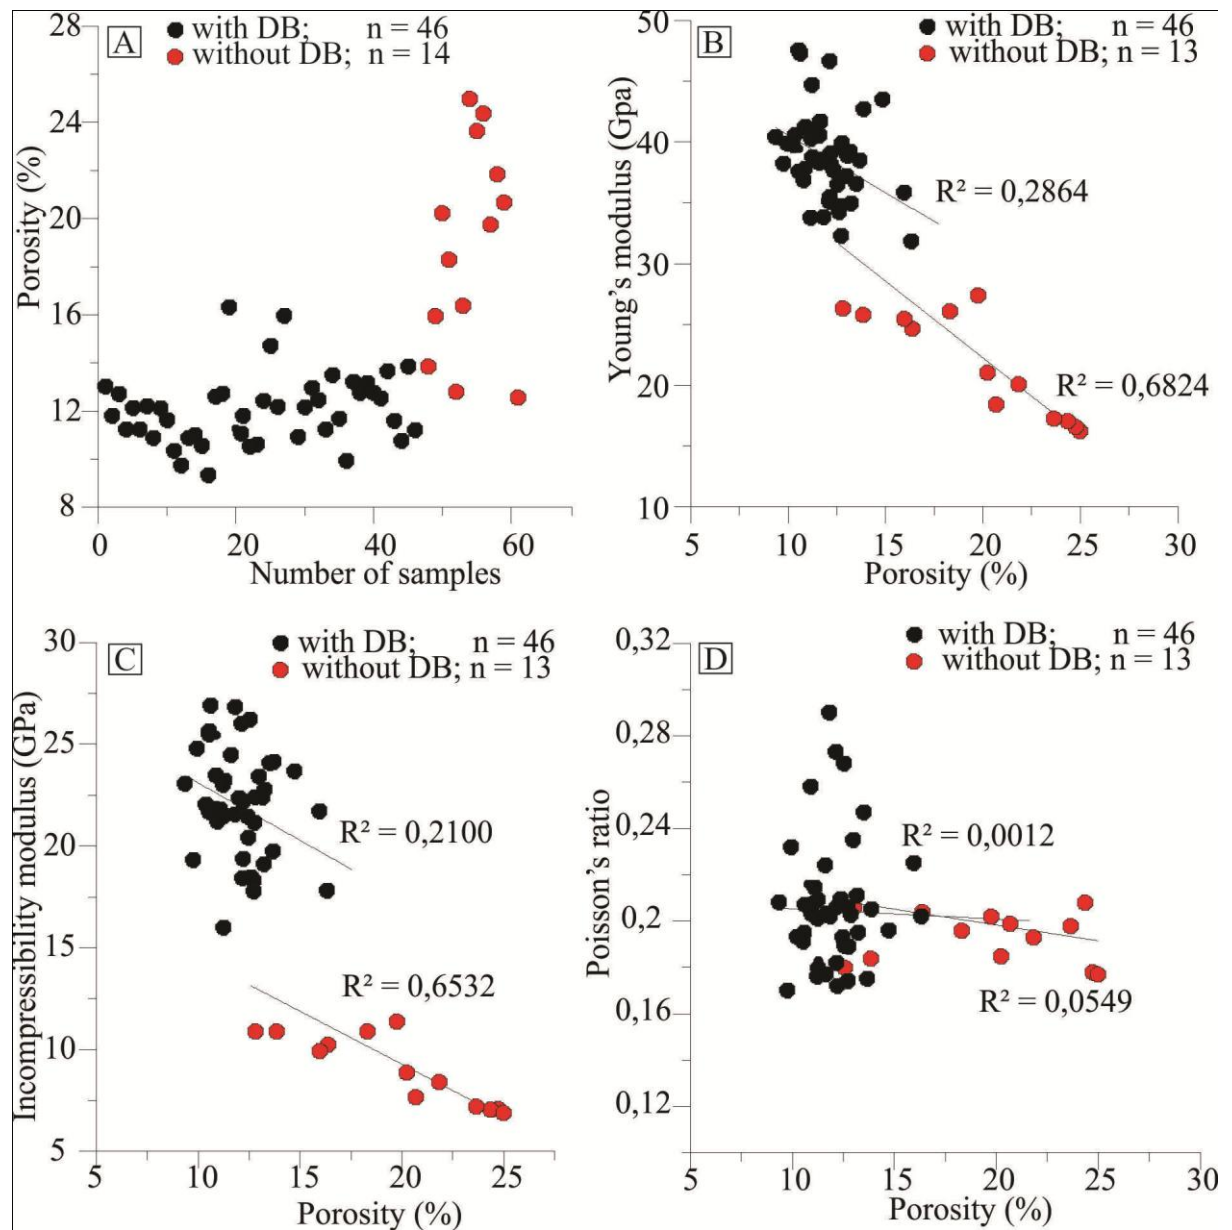 A
with DB; n = 46
without DB; n = 14
28
24
20
16
12
8
Porosity (%)
0 20 40 60
Number of samples
B
with DB; n = 46
without DB; n = 13
50
40
30
20
10
Young's modulus (Gpa)
R² = 0,2864
R² = 0,6824
5 10 15 20 25 30
Porosity (%)
C
with DB; n = 46
without DB; n = 13
30
25
20
15
10
5
Incompressibility modulus (GPa)
R² = 0,2100
R² = 0,6532
5 10 15 20 25
Porosity (%)
D
with DB; n = 46
without DB; n = 13
0,32
0,28
0,24
0,2
0,16
0,12
Poisson's ratio
R² = 0,0012
R² = 0,0549
5 10 15 20 25 30
Porosity (%)